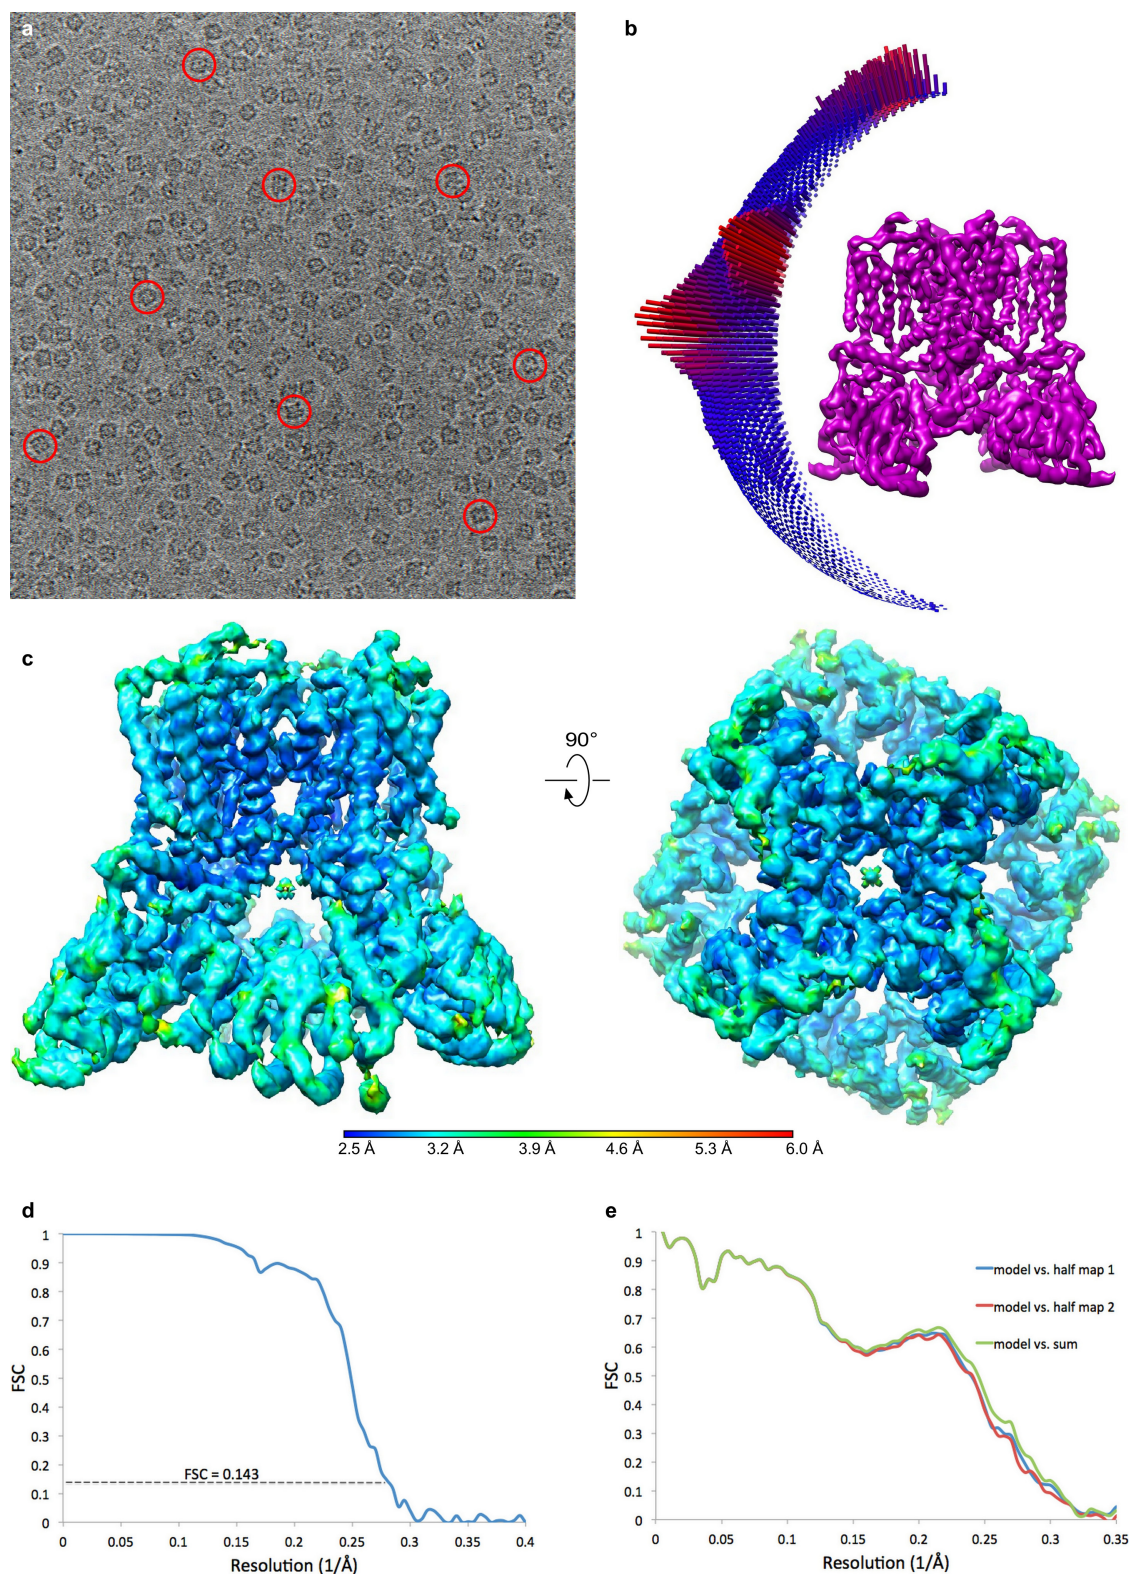 a
b
c
90°
2.5 Å 3.2 Å 3.9 Å 4.6 Å 5.3 Å 6.0 Å
d
1
0.9
0.8
0.7
0.6
0.5
0.4
0.3
0.2
0.1
0
FSC
FSC = 0.143
0 0.05 0.1 0.15 0.2 0.25 0.3 0.35 0.4
Resolution (1/Å)
e
1
0.9
0.8
0.7
0.6
0.5
0.4
0.3
0.2
0.1
0
FSC
model vs. half map 1
model vs. half map 2
model vs. sum
0 0.05 0.1 0.15 0.2 0.25 0.3 0.35
Resolution (1/Å)